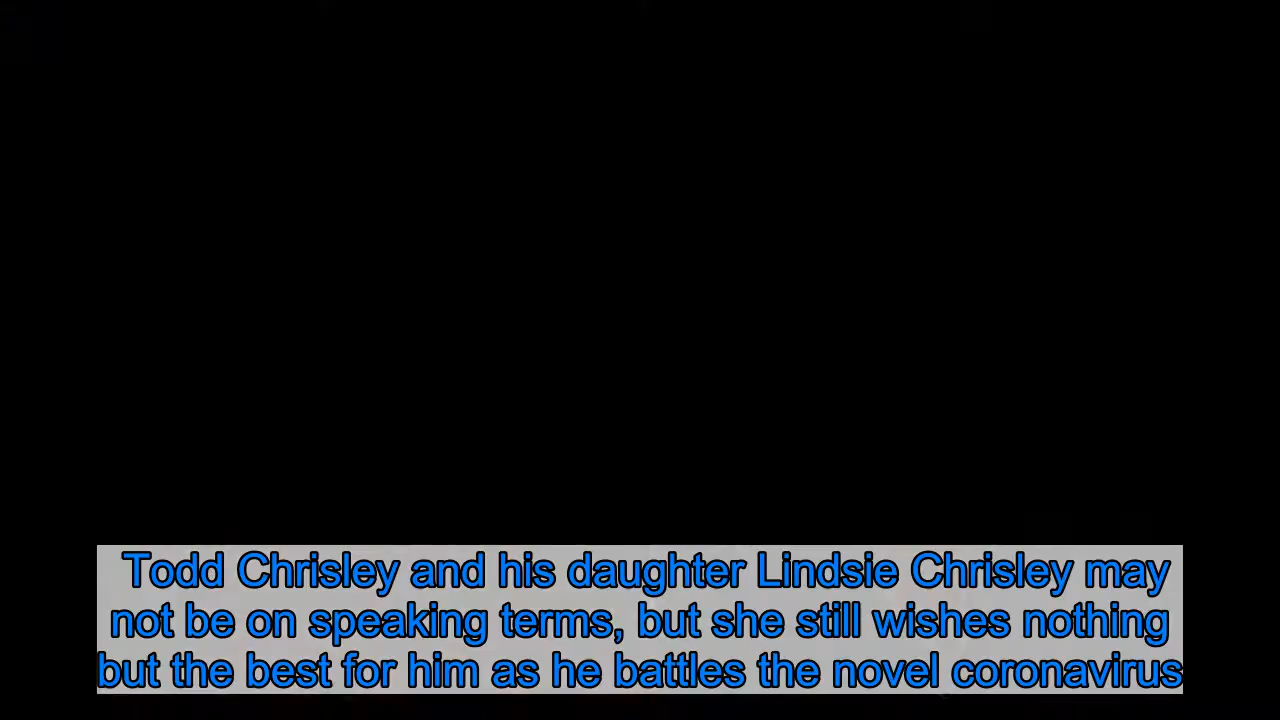 Todd Chrisley and his daughter Lindsie Chrisley may
not be on speaking terms, but she still wishes nothing
but the best for him as he battles the novel coronavirus